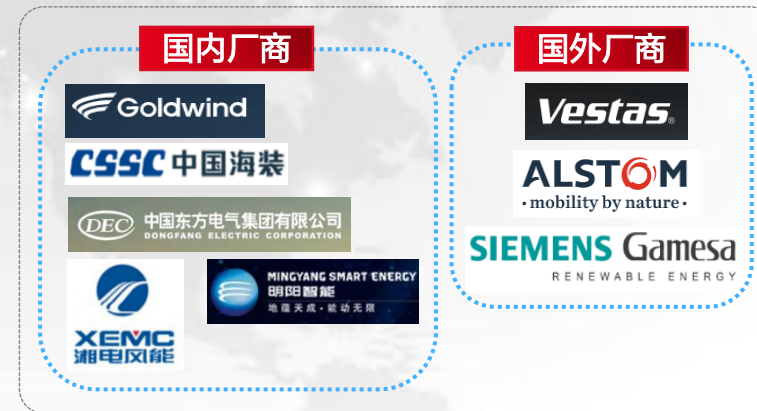 国内厂商
Goldwind
CSSC 中国海装
DEC 中国东方电气集团有限公司
DONGFANG ELECTRIC CORPORATION
XEMC
湘电风能
MINGYANG SMART ENERGY
明阳智能
地蕴天成·能动无限
国外厂商
Vestas®
ALSTOM
·mobility by nature·
SIEMENS Gamesa
RENEWABLE ENERGY